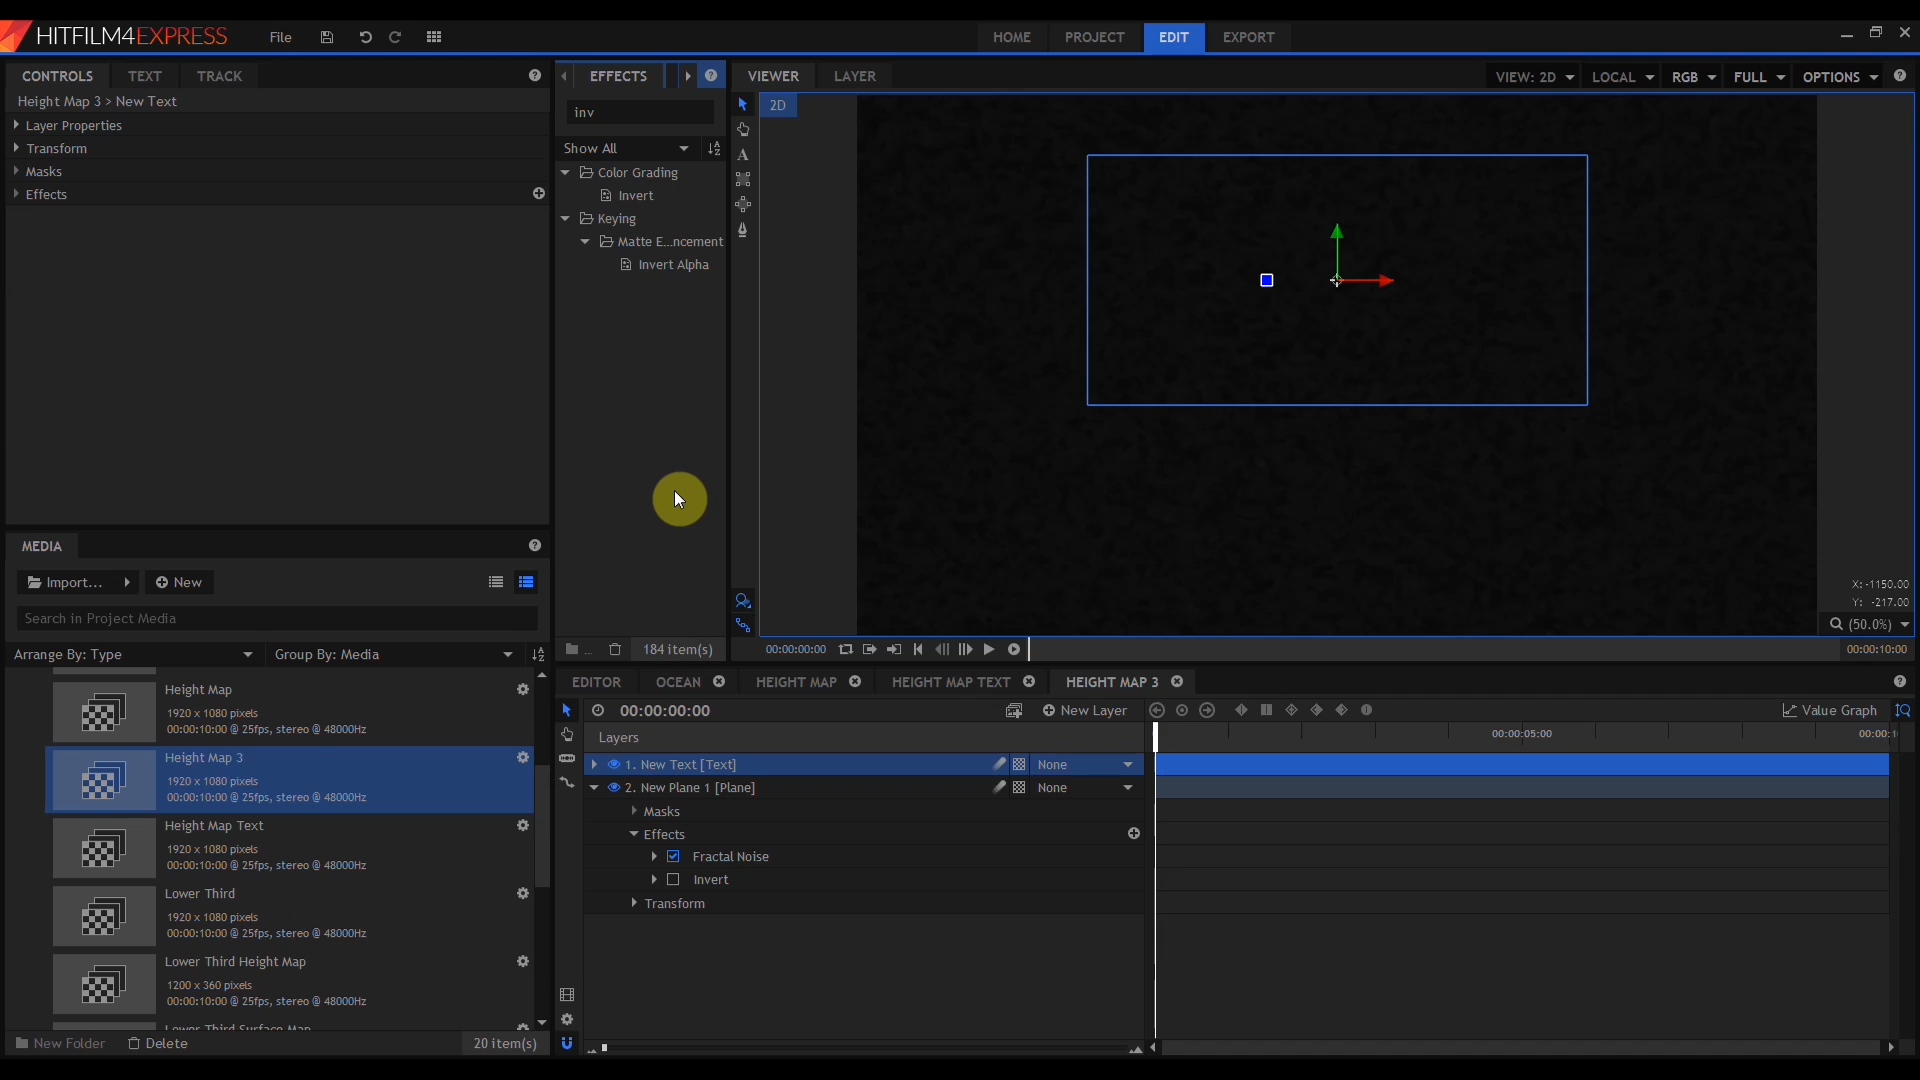 HITFILM4EXPRESS
File
HOME
PROJECT
EDIT
EXPORT
CONTROLS
TEXT
TRACK
Height Map 3 > New Text
Layer Properties
Transform
Masks
Effects
EFFECTS
inv
Show All
Color Grading
Invert
Keying
Matte E...ncement
Invert Alpha
184 item(s)
VIEWER
LAYER
VIEW: 2D
LOCAL
RGB
FULL
OPTIONS
2D
X: -1150.00
Y: -217.00
(50.0%)
00:00:00:00
00:00:10:00
MEDIA
Import...
New
Search in Project Media
Arrange By: Type
Group By: Media
Height Map
1920 x 1080 pixels
00:00:10:00 @ 25fps, stereo @ 48000Hz
Height Map 3
1920 x 1080 pixels
00:00:10:00 @ 25fps, stereo @ 48000Hz
Height Map Text
1920 x 1080 pixels
00:00:10:00 @ 25fps, stereo @ 48000Hz
Lower Third
1920 x 1080 pixels
00:00:10:00 @ 25fps, stereo @ 48000Hz
Lower Third Height Map
1200 x 360 pixels
00:00:10:00 @ 25fps, stereo @ 48000Hz
Lower Third Surface Map
New Folder
Delete
20 item(s)
EDITOR
OCEAN
HEIGHT MAP
HEIGHT MAP TEXT
HEIGHT MAP 3
00:00:00:00
New Layer
Value Graph
Layers
00:00:05:00
00:00:1
1. New Text [Text]
None
2. New Plane 1 [Plane]
None
Masks
Effects
Fractal Noise
Invert
Transform